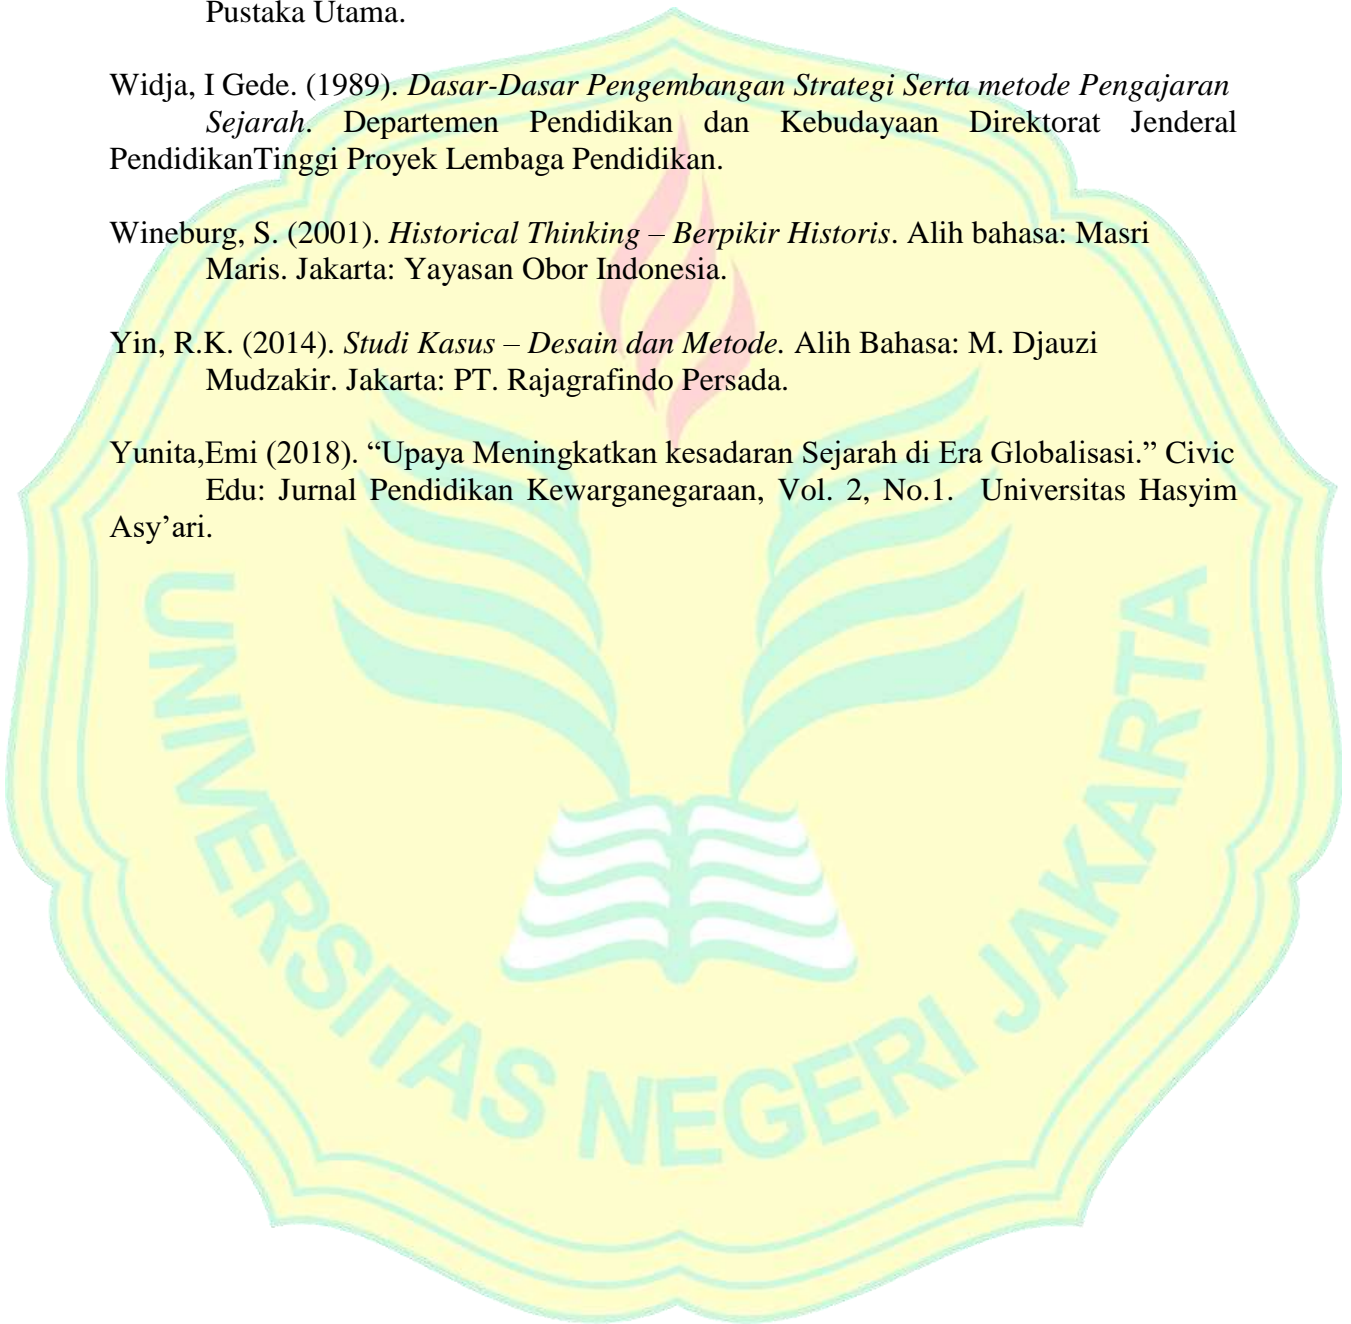 Pustaka Utama.
Widja, I Gede. (1989). Dasar-Dasar Pengembangan Strategi Serta metode Pengajaran
Sejarah. Departemen Pendidikan dan Kebudayaan Direktorat Jenderal
PendidikanTinggi Proyek Lembaga Pendidikan.
Wineburg, S. (2001). Historical Thinking – Berpikir Historis. Alih bahasa: Masri
Maris. Jakarta: Yayasan Obor Indonesia.
Yin, R.K. (2014). Studi Kasus – Desain dan Metode. Alih Bahasa: M. Djauzi
Mudzakir. Jakarta: PT. Rajagrafindo Persada.
Yunita,Emi (2018). “Upaya Meningkatkan kesadaran Sejarah di Era Globalisasi.” Civic
Edu: Jurnal Pendidikan Kewarganegaraan, Vol. 2, No.1. Universitas Hasyim
Asy’ari.
UNIVERSITAS NEGERI JAKARTA